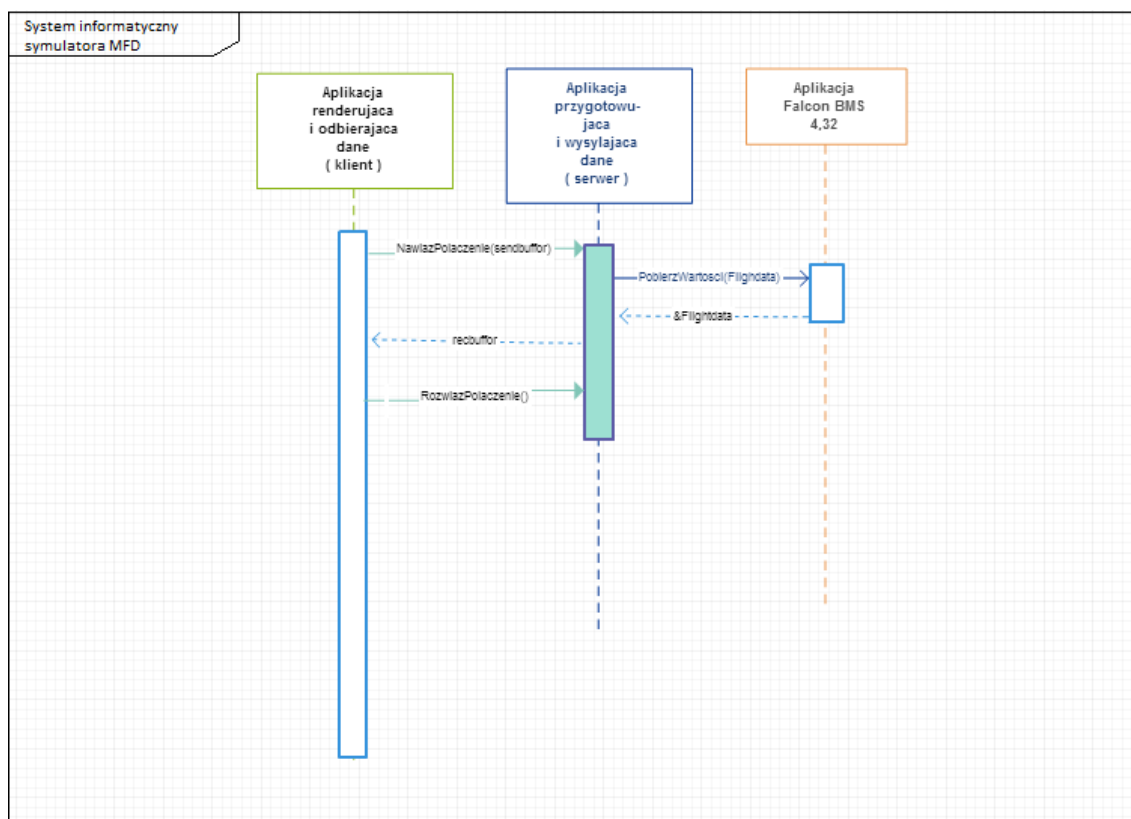 System informatyczny
symulatora MFD
Aplikacja
renderujaca
i odbierajaca
dane
( klient )
Aplikacja
przygotowu-
jaca
i wysylajaca
dane
( serwer )
Aplikacja
Falcon BMS
4,32
NawiazPolaczenie(sendbuffor)
PobierzWartosci(Flighdata)
&Flightdata
recbuffor
RozwiazPolaczenie()